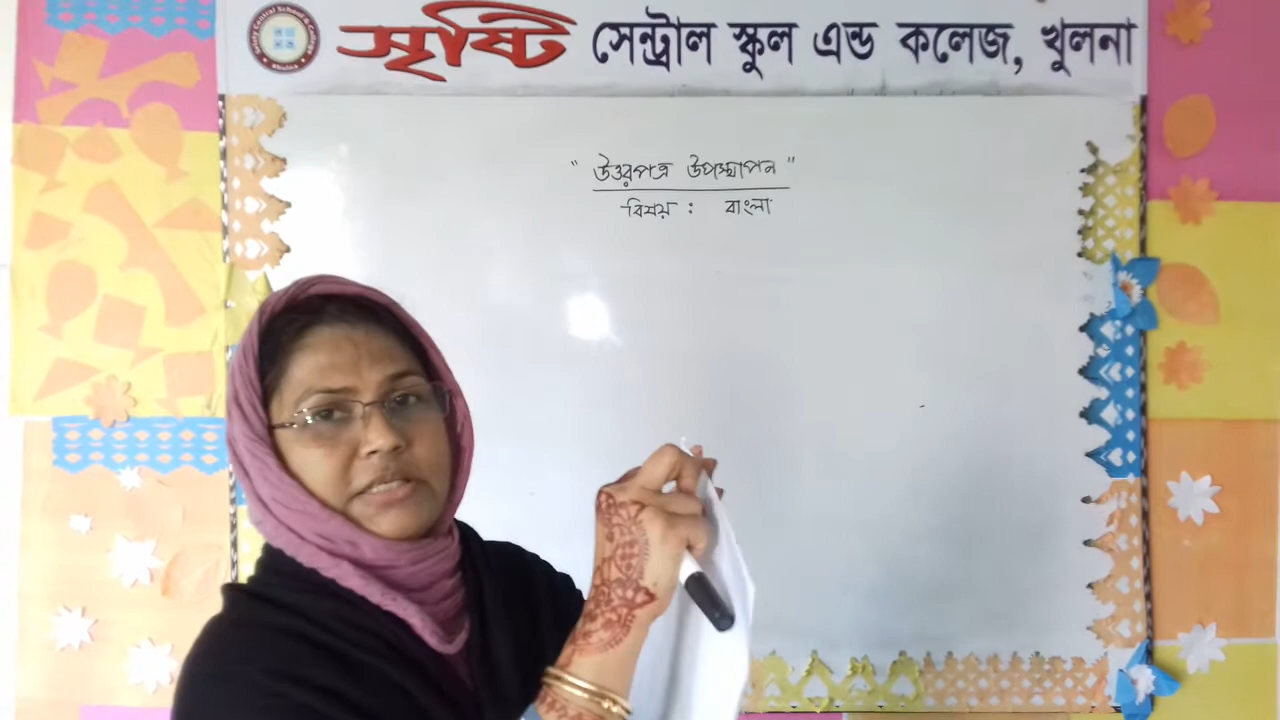 সৃষ্টি সেন্ট্রাল স্কুল এন্ড কলেজ, খুলনা
" উত্তরপত্র উপস্থাপন "
বিষয় : বাংলা